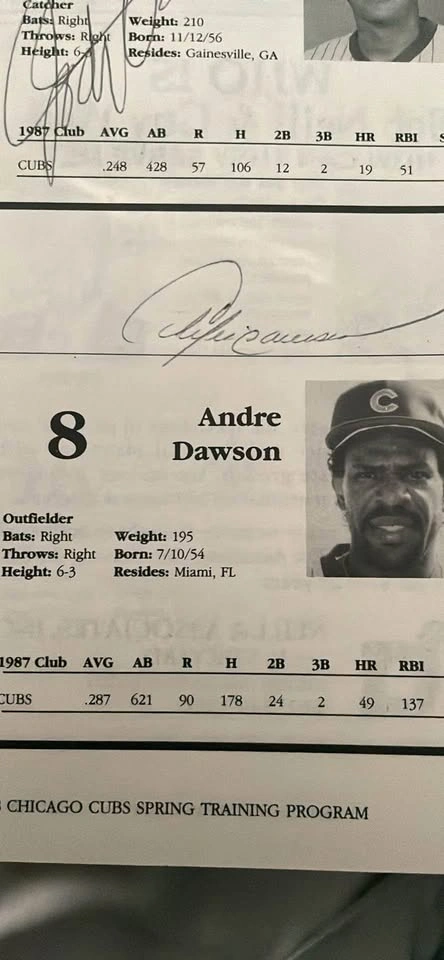 Catcher
Bats: Right Weight: 210
Throws: Right Born: 11/12/56
Height: 6- Resides: Gainesville, GA
1987 Club AVG AB R H 2B 3B HR RBI S
CUBS .248 428 57 106 12 2 19 51
8
Andre
Dawson
C
Outfielder
Bats: Right Weight: 195
Throws: Right Born: 7/10/54
Height: 6-3 Resides: Miami, FL
1987 Club AVG AB R H 2B 3B HR RBI
CUBS .287 621 90 178 24 2 49 137
CHICAGO CUBS SPRING TRAINING PROGRAM